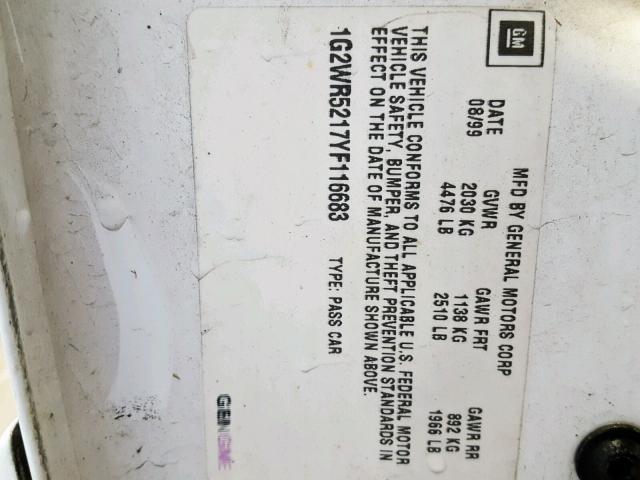 GM
MFD BY GENERAL MOTORS CORP
DATE GVWR GAWR FRT GAWR RR
08/99 2030 KG 1138 KG 892 KG
4476 LB 2510 LB 1966 LB
THIS VEHICLE CONFORMS TO ALL APPLICABLE U.S. FEDERAL MOTOR
VEHICLE SAFETY, BUMPER, AND THEFT PREVENTION STANDARDS IN
EFFECT ON THE DATE OF MANUFACTURE SHOWN ABOVE.
1G2WR5217YF116683 TYPE: PASS CAR